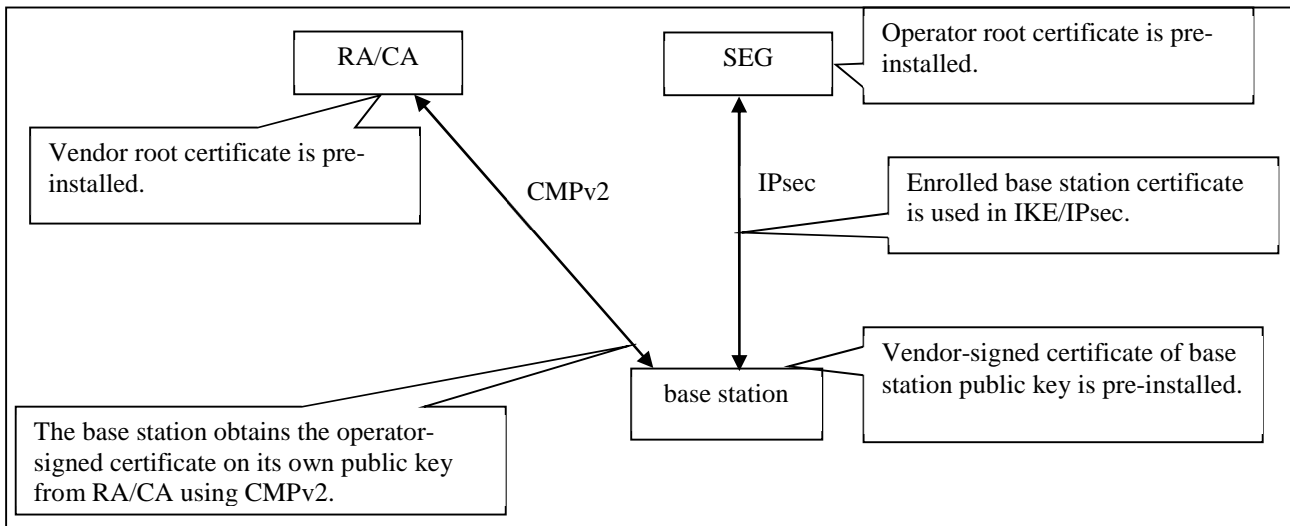 Operator root certificate is pre-
installed.
RA/CA
SEG
Vendor root certificate is pre-
installed.
CMPv2
IPsec
Enrolled base station certificate
is used in IKE/IPsec.
Vendor-signed certificate of base
station public key is pre-installed.
base station
The base station obtains the operator-
signed certificate on its own public key
from RA/CA using CMPv2.